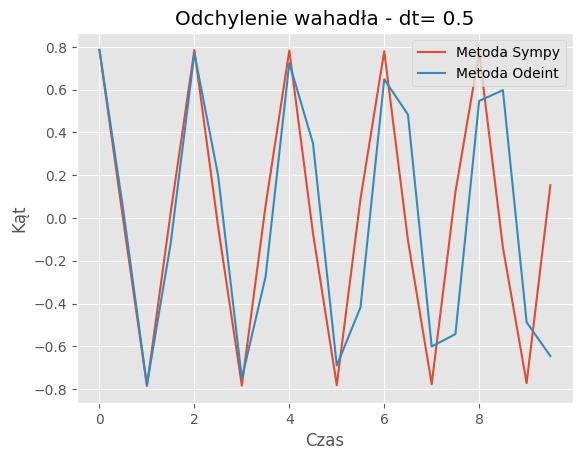 Odchylenie wahadła - dt= 0.5
Metoda Sympy
Metoda Odeint
Kąt
0.8
0.6
0.4
0.2
0.0
−0.2
−0.4
−0.6
−0.8
0 2 4 6 8
Czas